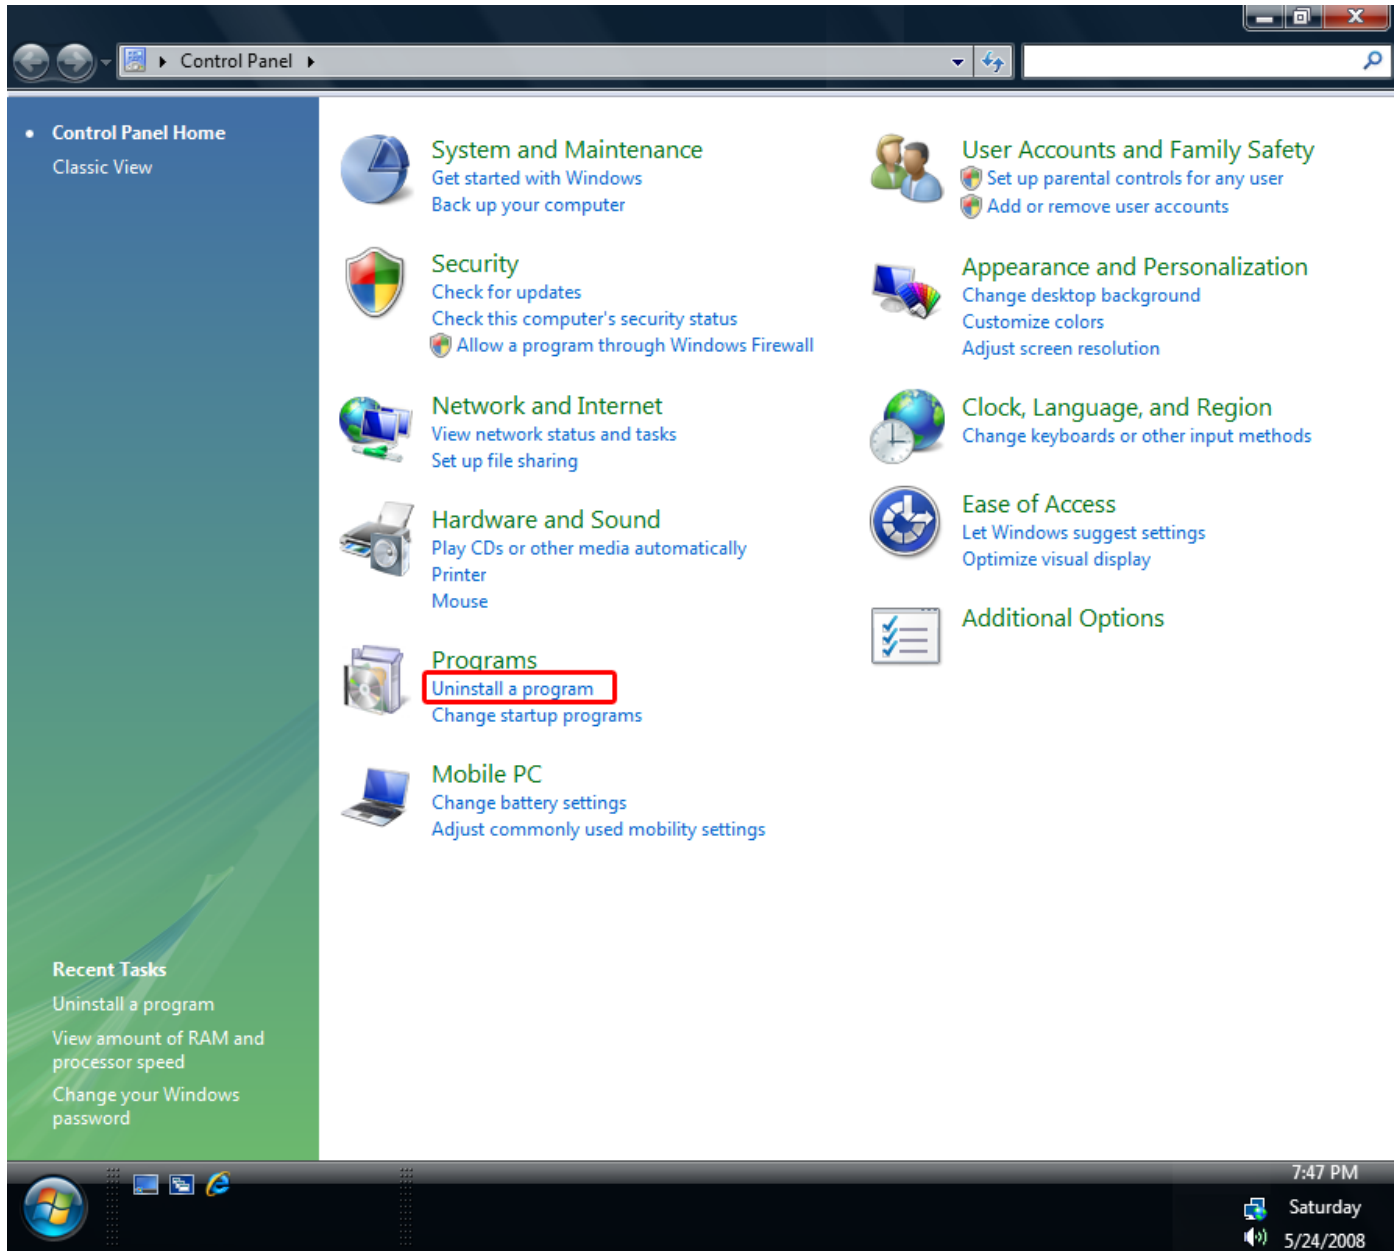 Control Panel
Control Panel Home
Classic View
System and Maintenance
Get started with Windows
Back up your computer
Security
Check for updates
Check this computer's security status
Allow a program through Windows Firewall
Network and Internet
View network status and tasks
Set up file sharing
Hardware and Sound
Play CDs or other media automatically
Printer
Mouse
Programs
Uninstall a program
Change startup programs
Mobile PC
Change battery settings
Adjust commonly used mobility settings
User Accounts and Family Safety
Set up parental controls for any user
Add or remove user accounts
Appearance and Personalization
Change desktop background
Customize colors
Adjust screen resolution
Clock, Language, and Region
Change keyboards or other input methods
Ease of Access
Let Windows suggest settings
Optimize visual display
Additional Options
Recent Tasks
Uninstall a program
View amount of RAM and
processor speed
Change your Windows
password
7:47 PM
Saturday
5/24/2008